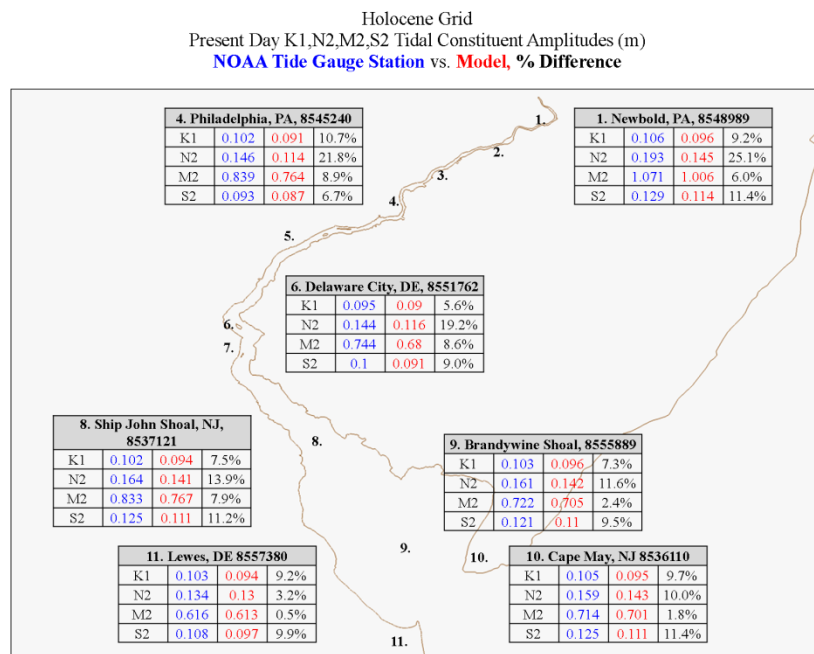 Holocene Grid
Present Day K1,N2,M2,S2 Tidal Constituent Amplitudes (m)
NOAA Tide Gauge Station vs. Model, % Difference
4. Philadelphia, PA, 8545240
K1 0.102 0.091 10.7%
N2 0.146 0.114 21.8%
M2 0.839 0.764 8.9%
S2 0.093 0.087 6.7%
1. Newbold, PA, 8548989
K1 0.106 0.096 9.2%
N2 0.193 0.145 25.1%
M2 1.071 1.006 6.0%
S2 0.129 0.114 11.4%
1.
2.
3.
4.
5.
6. Delaware City, DE, 8551762
K1 0.095 0.09 5.6%
N2 0.144 0.116 19.2%
M2 0.744 0.68 8.6%
S2 0.1 0.091 9.0%
6.
7.
8. Ship John Shoal, NJ,
8537121
K1 0.102 0.094 7.5%
N2 0.164 0.141 13.9%
M2 0.833 0.767 7.9%
S2 0.125 0.111 11.2%
8.
9. Brandywine Shoal, 8555889
K1 0.103 0.096 7.3%
N2 0.161 0.142 11.6%
M2 0.722 0.705 2.4%
S2 0.121 0.11 9.5%
9.
10.
11. Lewes, DE 8557380
K1 0.103 0.094 9.2%
N2 0.134 0.13 3.2%
M2 0.616 0.613 0.5%
S2 0.108 0.097 9.9%
10. Cape May, NJ 8536110
K1 0.105 0.095 9.7%
N2 0.159 0.143 10.0%
M2 0.714 0.701 1.8%
S2 0.125 0.111 11.4%
11.